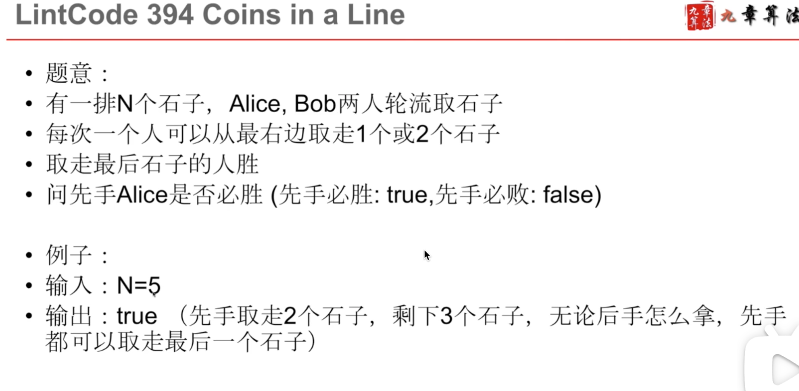 LintCode 394 Coins in a Line
九章算法
九章算法
• 题意：
• 有一排N个石子，Alice, Bob两人轮流取石子
• 每次一个人可以从最右边取走1个或2个石子
• 取走最后石子的人胜
• 问先手Alice是否必胜 (先手必胜: true,先手必败: false)
• 例子：
• 输入：N=5
• 输出：true （先手取走2个石子，剩下3个石子，无论后手怎么拿，先手
都可以取走最后一个石子）